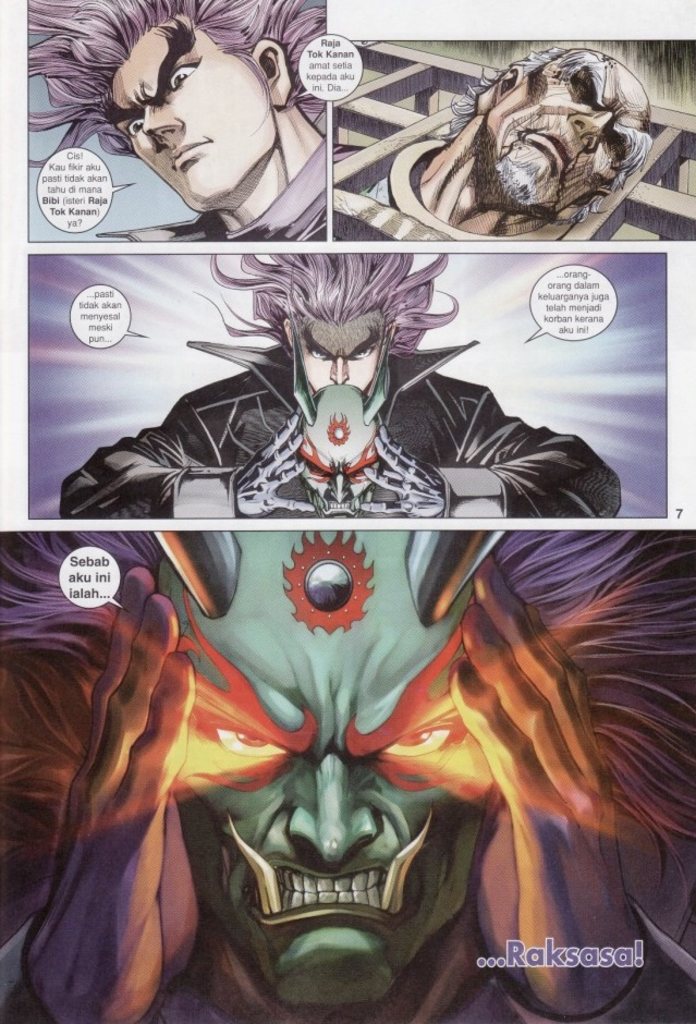 Cis!
Kau fikir aku
pasti tidak akan
tahu di mana
Bibi (isteri Raja
Tok Kanan)
ya?
Raja
Tok Kanan
amat setia
kepada aku
ini. Dia...
...pasti
tidak akan
menyesal
meski
pun...
...orang-
orang dalam
keluarganya juga
telah menjadi
korban kerana
aku ini!
7
Sebab
aku ini
ialah...
...Raksasa!